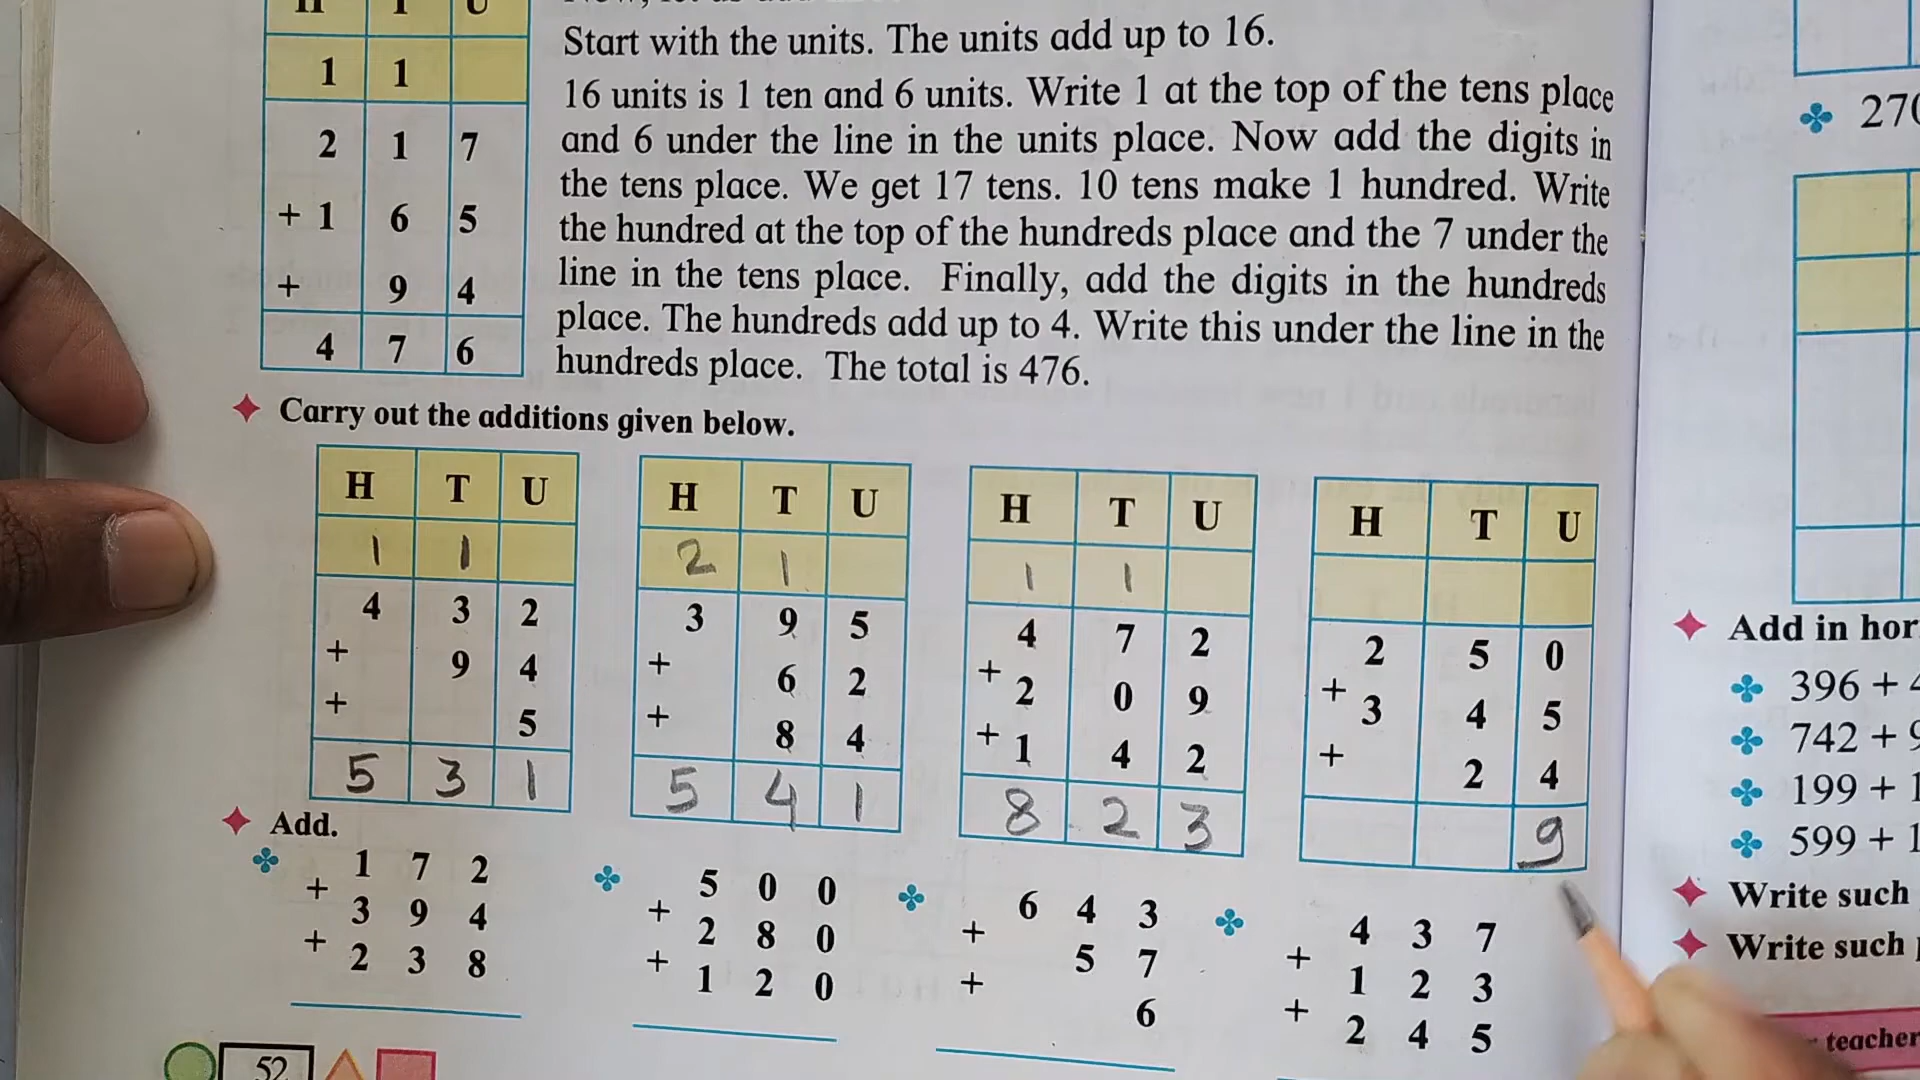 H T U
1 1
2 1 7
+ 1 6 5
+ 9 4
4 7 6
Start with the units. The units add up to 16.
16 units is 1 ten and 6 units. Write 1 at the top of the tens place
and 6 under the line in the units place. Now add the digits in
the tens place. We get 17 tens. 10 tens make 1 hundred. Write
the hundred at the top of the hundreds place and the 7 under the
line in the tens place. Finally, add the digits in the hundreds
place. The hundreds add up to 4. Write this under the line in the
hundreds place. The total is 476.
Carry out the additions given below.
H T U
1 1
4 3 2
+ 9 4
+ 5
5 3 1
H T U
2 1
3 9 5
+ 6 2
+ 8 4
5 4 1
H T U
1 1
4 7 2
+ 2 0 9
+ 1 4 2
8 2 3
H T U
2 5 0
+ 3 4 5
+ 2 4
9
Add.
1 7 2
+ 3 9 4
+ 2 3 8
5 0 0
+ 2 8 0
+ 1 2 0
6 4 3
+ 5 7
+ 6
4 3 7
+ 1 2 3
+ 2 4 5
52
270
Add in hor
396 + 4
742 + 9
199 + 1
599 + 1
Write such
Write such
teacher